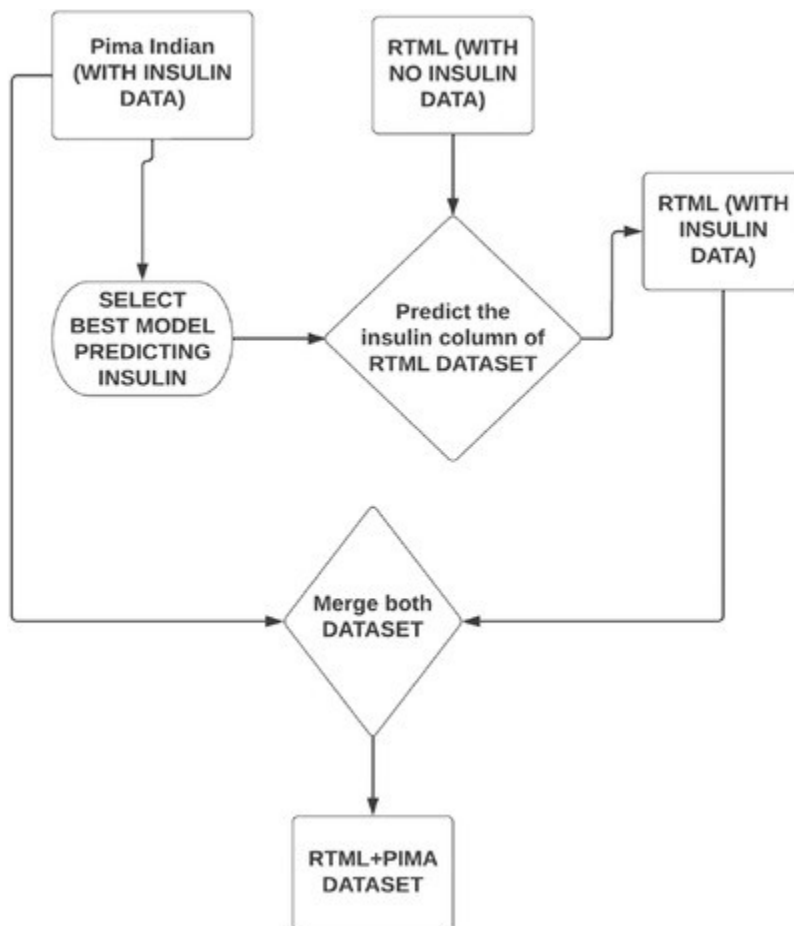 Pima Indian
(WITH INSULIN
DATA)
RTML (WITH
NO INSULIN
DATA)
RTML (WITH
INSULIN
DATA)
SELECT
BEST MODEL
PREDICTING
INSULIN
Predict the
insulin column of
RTML DATASET
Merge both
DATASET
RTML+PIMA
DATASET